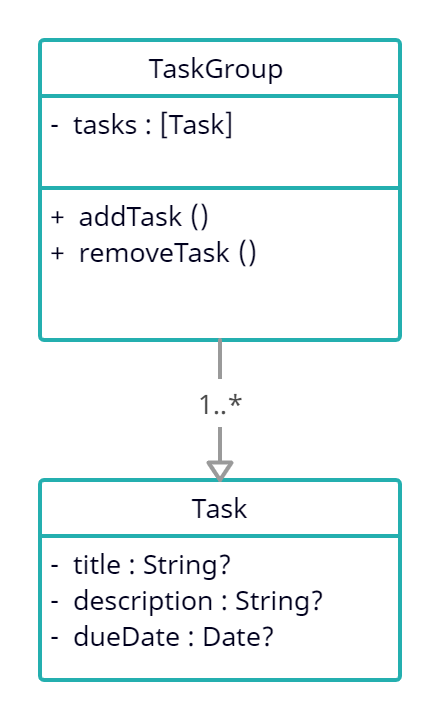 TaskGroup
- tasks : [Task]
+ addTask ()
+ removeTask ()
1..*
Task
- title : String?
- description : String?
- dueDate : Date?